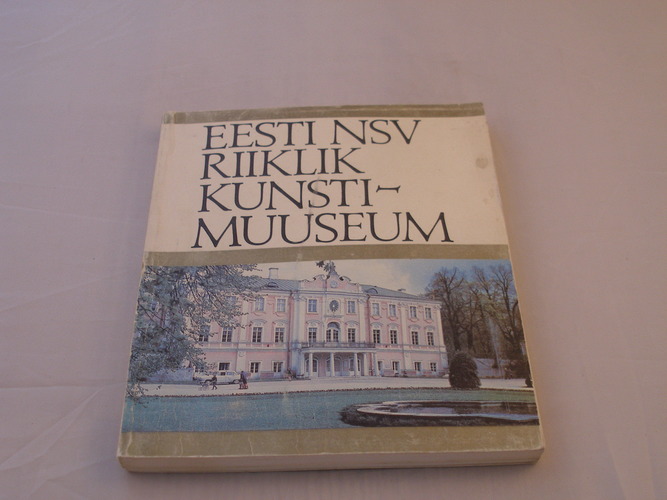 EESTI NSV
RIIKLIK
KUNSTI-
MUUSEUM